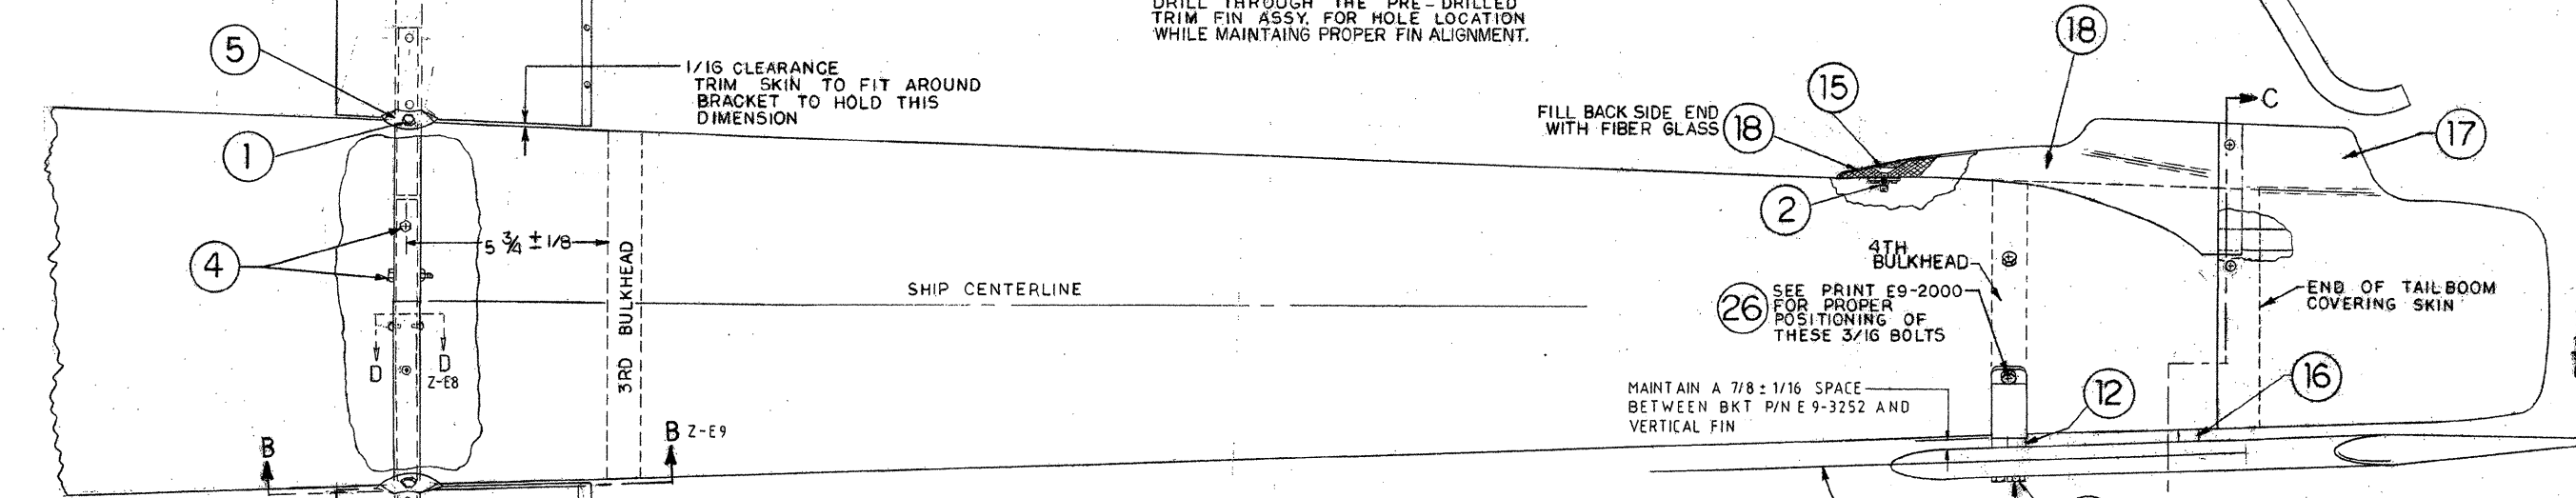 DRILL THROUGH THE PRE-DRILLED
TRIM FIN ASSY. FOR HOLE LOCATION
WHILE MAINTAING PROPER FIN ALIGNMENT.
5
1/16 CLEARANCE
TRIM SKIN TO FIT AROUND
BRACKET TO HOLD THIS
DIMENSION
1
4
5 3/4 ± 1/8
3RD BULKHEAD
SHIP CENTERLINE
D
D
Z-E8
B
B Z-E9
FILL BACK SIDE END
WITH FIBER GLASS
18
15
2
18
C
17
4TH
BULKHEAD
26
SEE PRINT E9-2000
FOR PROPER
POSITIONING OF
THESE 3/16 BOLTS
END OF TAILBOOM
COVERING SKIN
MAINTAIN A 7/8 ± 1/16 SPACE
BETWEEN BKT P/N E 9-3252 AND
VERTICAL FIN
12
16